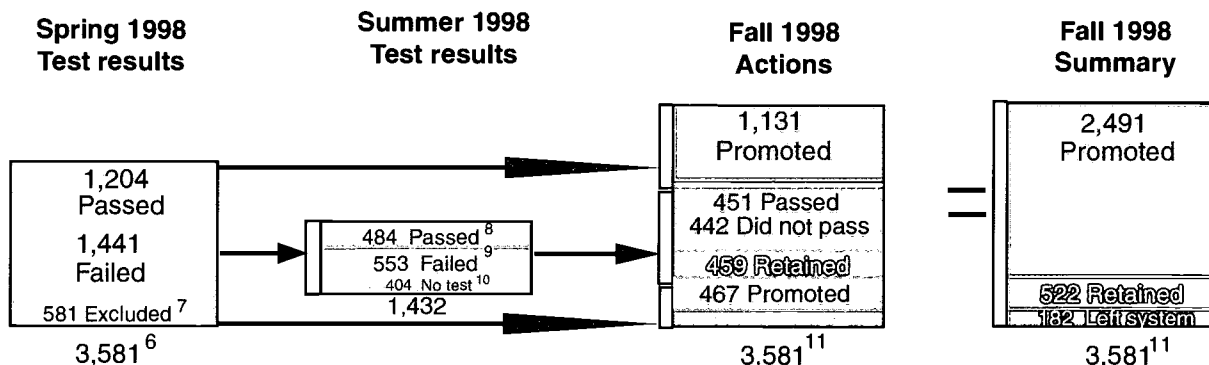 Spring 1998
Test results
Summer 1998
Test results
Fall 1998
Actions
Fall 1998
Summary
1,204
Passed
1,441
Failed
581 Excluded 7
3,581 6
484 Passed 8
553 Failed 9
404 No test 10
1,432
1,131
Promoted
451 Passed
442 Did not pass
459 Retained
467 Promoted
3,581 11
=
2,491
Promoted
522 Retained
182 Left system
3,581 11